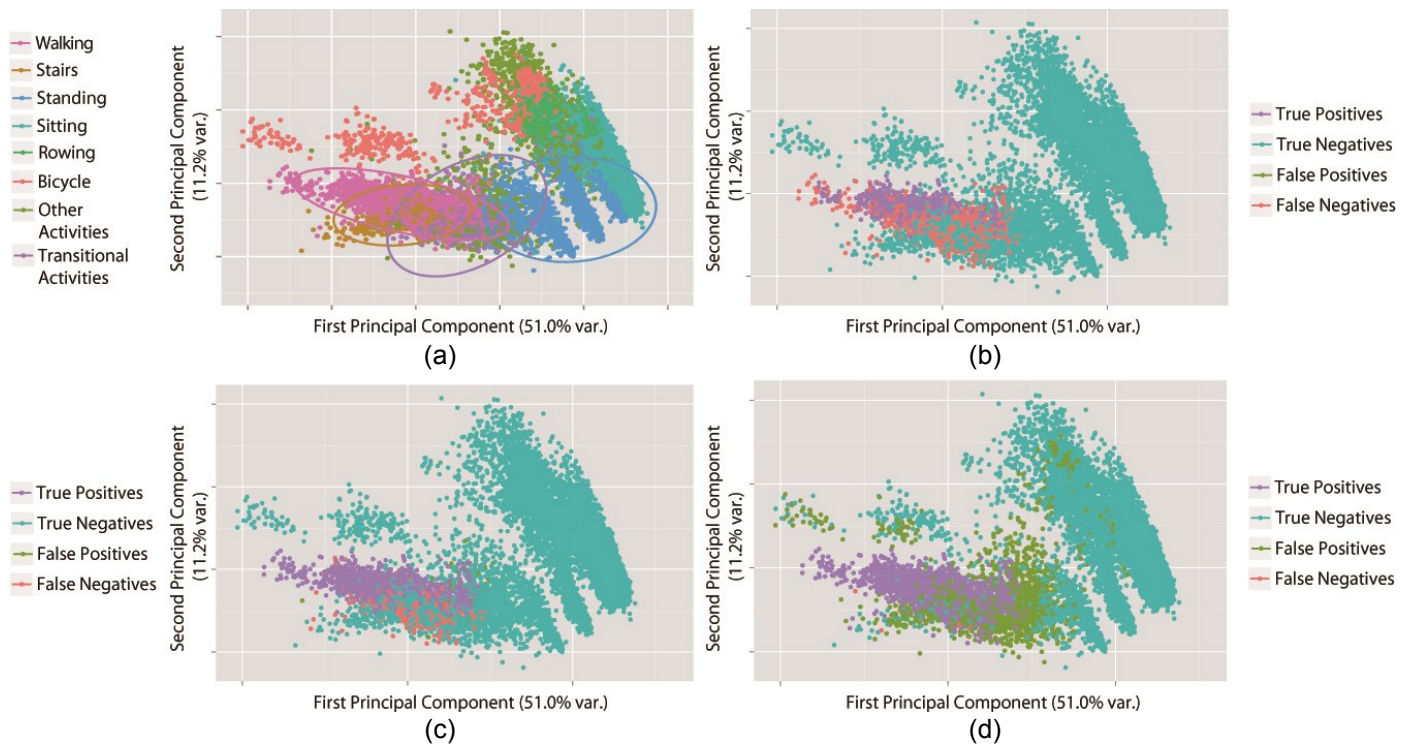 Walking
Stairs
Standing
Sitting
Rowing
Bicycle
Other
Activities
Transitional
Activities
Second Principal Component
(11.2% var.)
First Principal Component (51.0% var.)
(a)
Second Principal Component
(11.2% var.)
First Principal Component (51.0% var.)
(b)
True Positives
True Negatives
False Positives
False Negatives
True Positives
True Negatives
False Positives
False Negatives
Second Principal Component
(11.2% var.)
First Principal Component (51.0% var.)
(c)
Second Principal Component
(11.2% var.)
First Principal Component (51.0% var.)
(d)
True Positives
True Negatives
False Positives
False Negatives